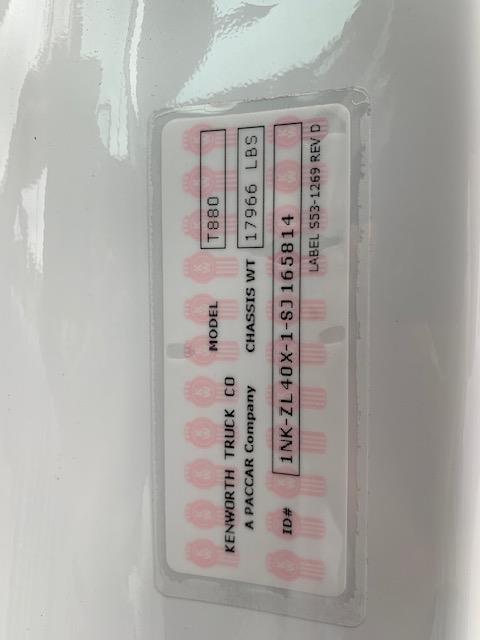 KENWORTH TRUCK CO MODEL T880
A PACCAR Company CHASSIS WT 17966 LBS
ID# 1NK-ZL40X-1-SJ165814
LABEL S53-1269 REV D